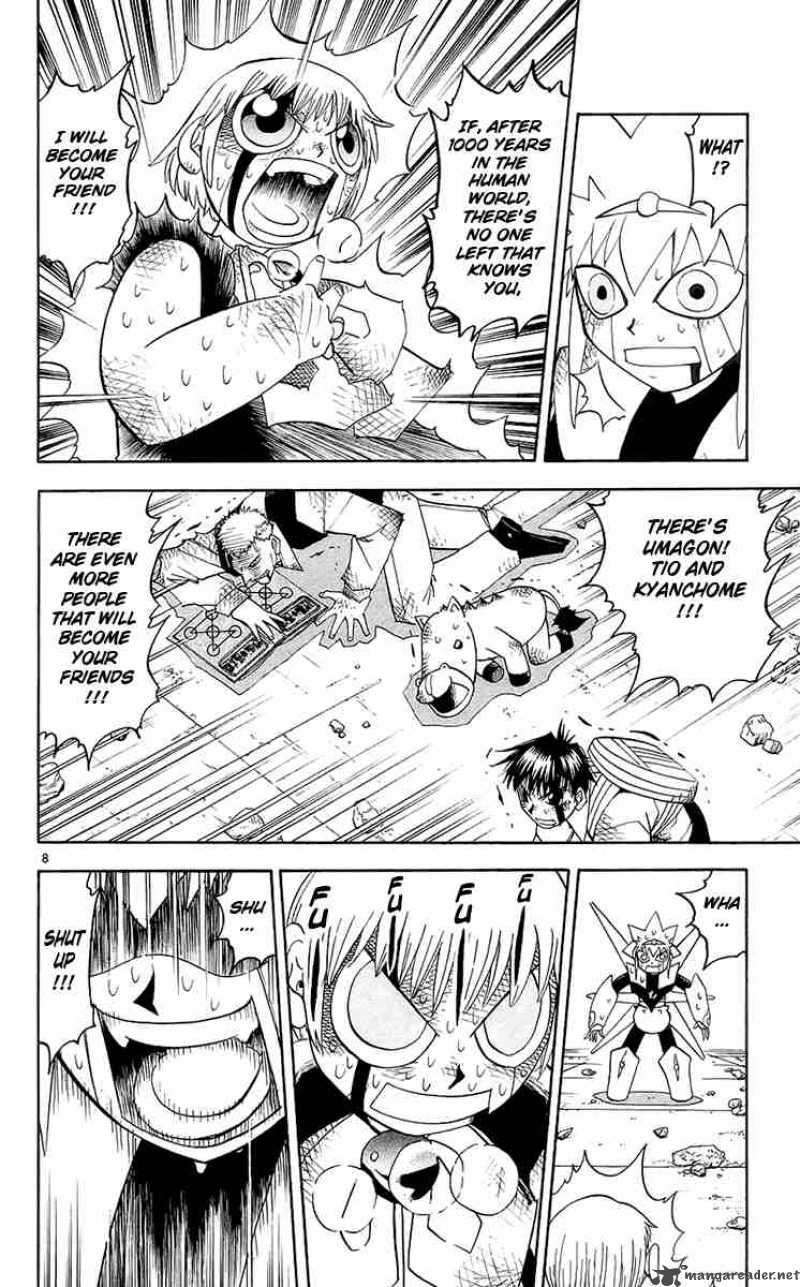 WHAT
!?
IF, AFTER
1000 YEARS
IN THE
HUMAN
WORLD,
THERE'S
NO ONE
LEFT THAT
KNOWS
YOU,
I WILL
BECOME
YOUR
FRIEND
!!!
THERE'S
UMAGON!
TIO AND
KYANCHOME
!!!
THERE
ARE EVEN
MORE
PEOPLE
THAT WILL
BECOME
YOUR
FRIENDS
!!!
8
WHA
...
FU
FU
FU
FU
SHU
...
SHUT
UP
!!!
mangareader.net